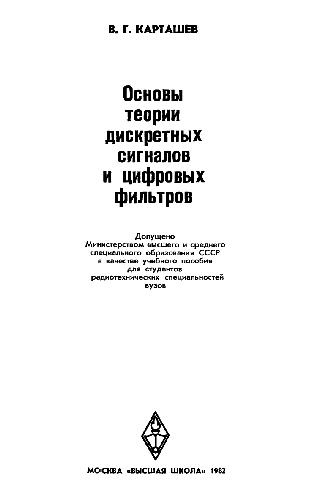 В. Г. КАРТАШЕВ
Основы
теории
дискретных
сигналов
и цифровых
фильтров
Допущено
Министерством высшего и среднего
специального образования СССР
в качестве учебного пособия
для студентов
радиотехнических специальностей
вузов
МОСКВА «ВЫСШАЯ ШКОЛА» 1982